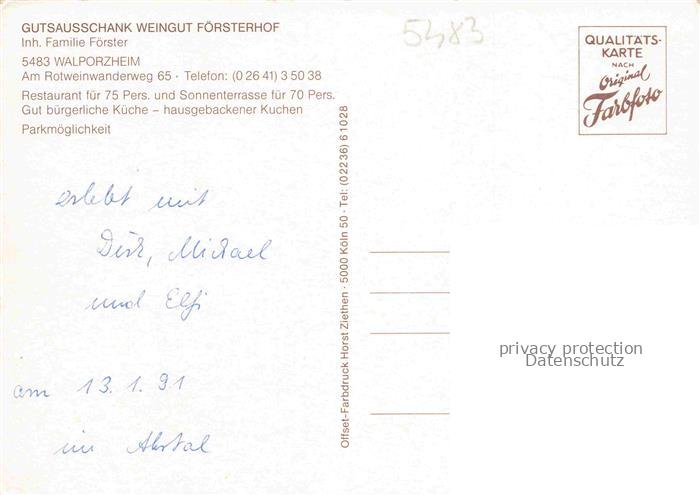 GUTSAUSSCHANK WEINGUT FÖRSTERHOF
Inh. Familie Förster
5483 WALPORZHEIM
Am Rotweinwanderweg 65 · Telefon: (0 26 41) 3 50 38
Restaurant für 75 Pers. und Sonnenterrasse für 70 Pers.
Gut bürgerliche Küche – hausgebackener Kuchen
Parkmöglichkeit
5483
QUALITÄTS-
KARTE
NACH
Original
Farbfoto
erlebt mit
Dirk, Michael
und Elfi
am 13.1.91
im Ahrtal
Offset-Farbdruck Horst Ziethen · 5000 Köln 50 · Tel: (02236) 6 1028
privacy protection
Datenschutz